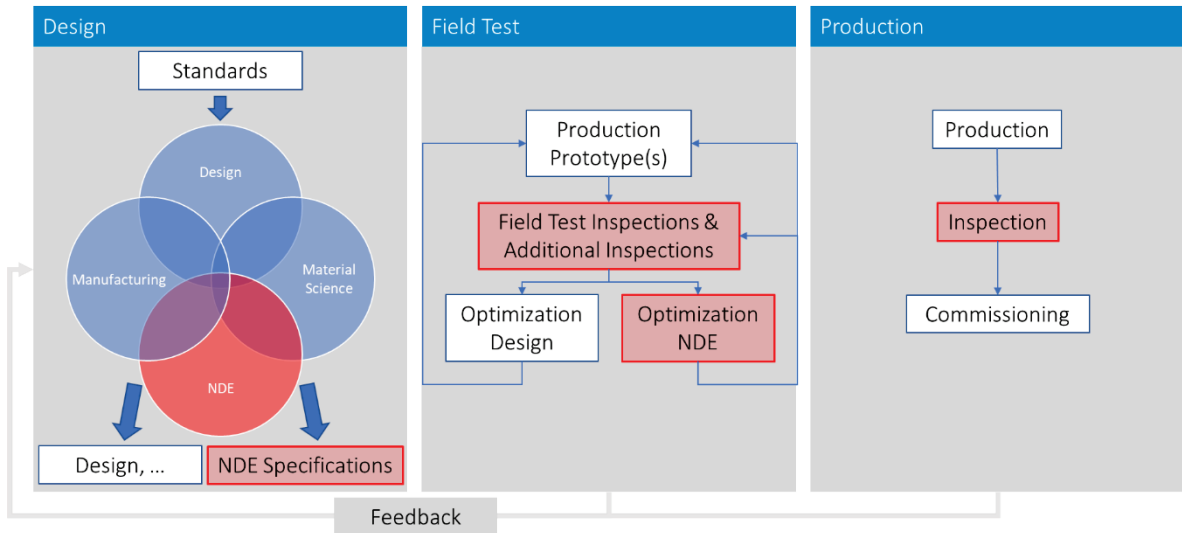 Design
Standards
Design
Manufacturing
Material
Science
NDE
Design, ...
NDE Specifications
Field Test
Production
Prototype(s)
Field Test Inspections &
Additional Inspections
Optimization
Design
Optimization
NDE
Production
Production
Inspection
Commissioning
Feedback